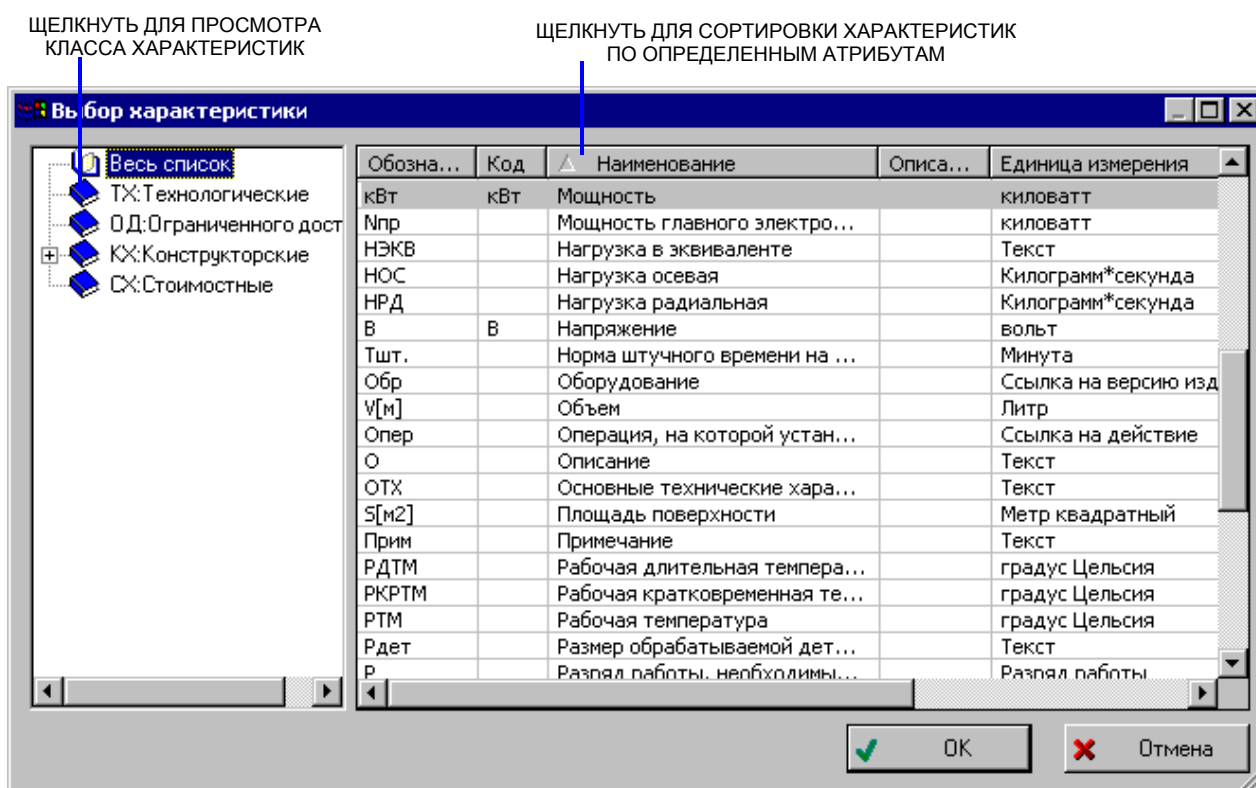 ЩЕЛКНУТЬ ДЛЯ ПРОСМОТРА
КЛАССА ХАРАКТЕРИСТИК
ЩЕЛКНУТЬ ДЛЯ СОРТИРОВКИ ХАРАКТЕРИСТИК
ПО ОПРЕДЕЛЕННЫМ АТРИБУТАМ
Выбор характеристики
Весь список
ТХ:Технологические
ОД:Ограниченного дост
КХ:Конструкторские
СХ:Стоимостные
Обозна... Код Наименование Описа... Единица измерения
кВт кВт Мощность киловатт
Nпр Мощность главного электро... киловатт
НЭКВ Нагрузка в эквиваленте Текст
НОС Нагрузка осевая Килограмм*секунда
НРД Нагрузка радиальная Килограмм*секунда
В В Напряжение вольт
Тшт. Норма штучного времени на ... Минута
Обр Оборудование Ссылка на версию изд
V[м] Объем Литр
Опер Операция, на которой устан... Ссылка на действие
О Описание Текст
ОТХ Основные технические хара... Текст
S[м2] Площадь поверхности Метр квадратный
Прим Примечание Текст
РДТМ Рабочая длительная темпера... градус Цельсия
РКРТМ Рабочая кратковременная те... градус Цельсия
РТМ Рабочая температура градус Цельсия
Рдет Размер обрабатываемой дет... Текст
Р Разряд работы, необходимы... Разряд работы
ОК Отмена